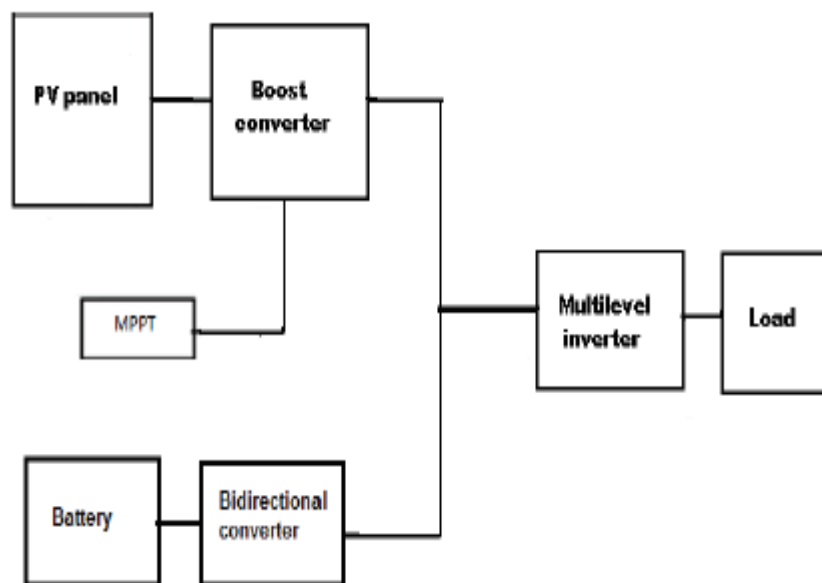 PV panel
Boost
converter
MPPT
Multilevel
inverter
Load
Battery
Bidirectional
converter